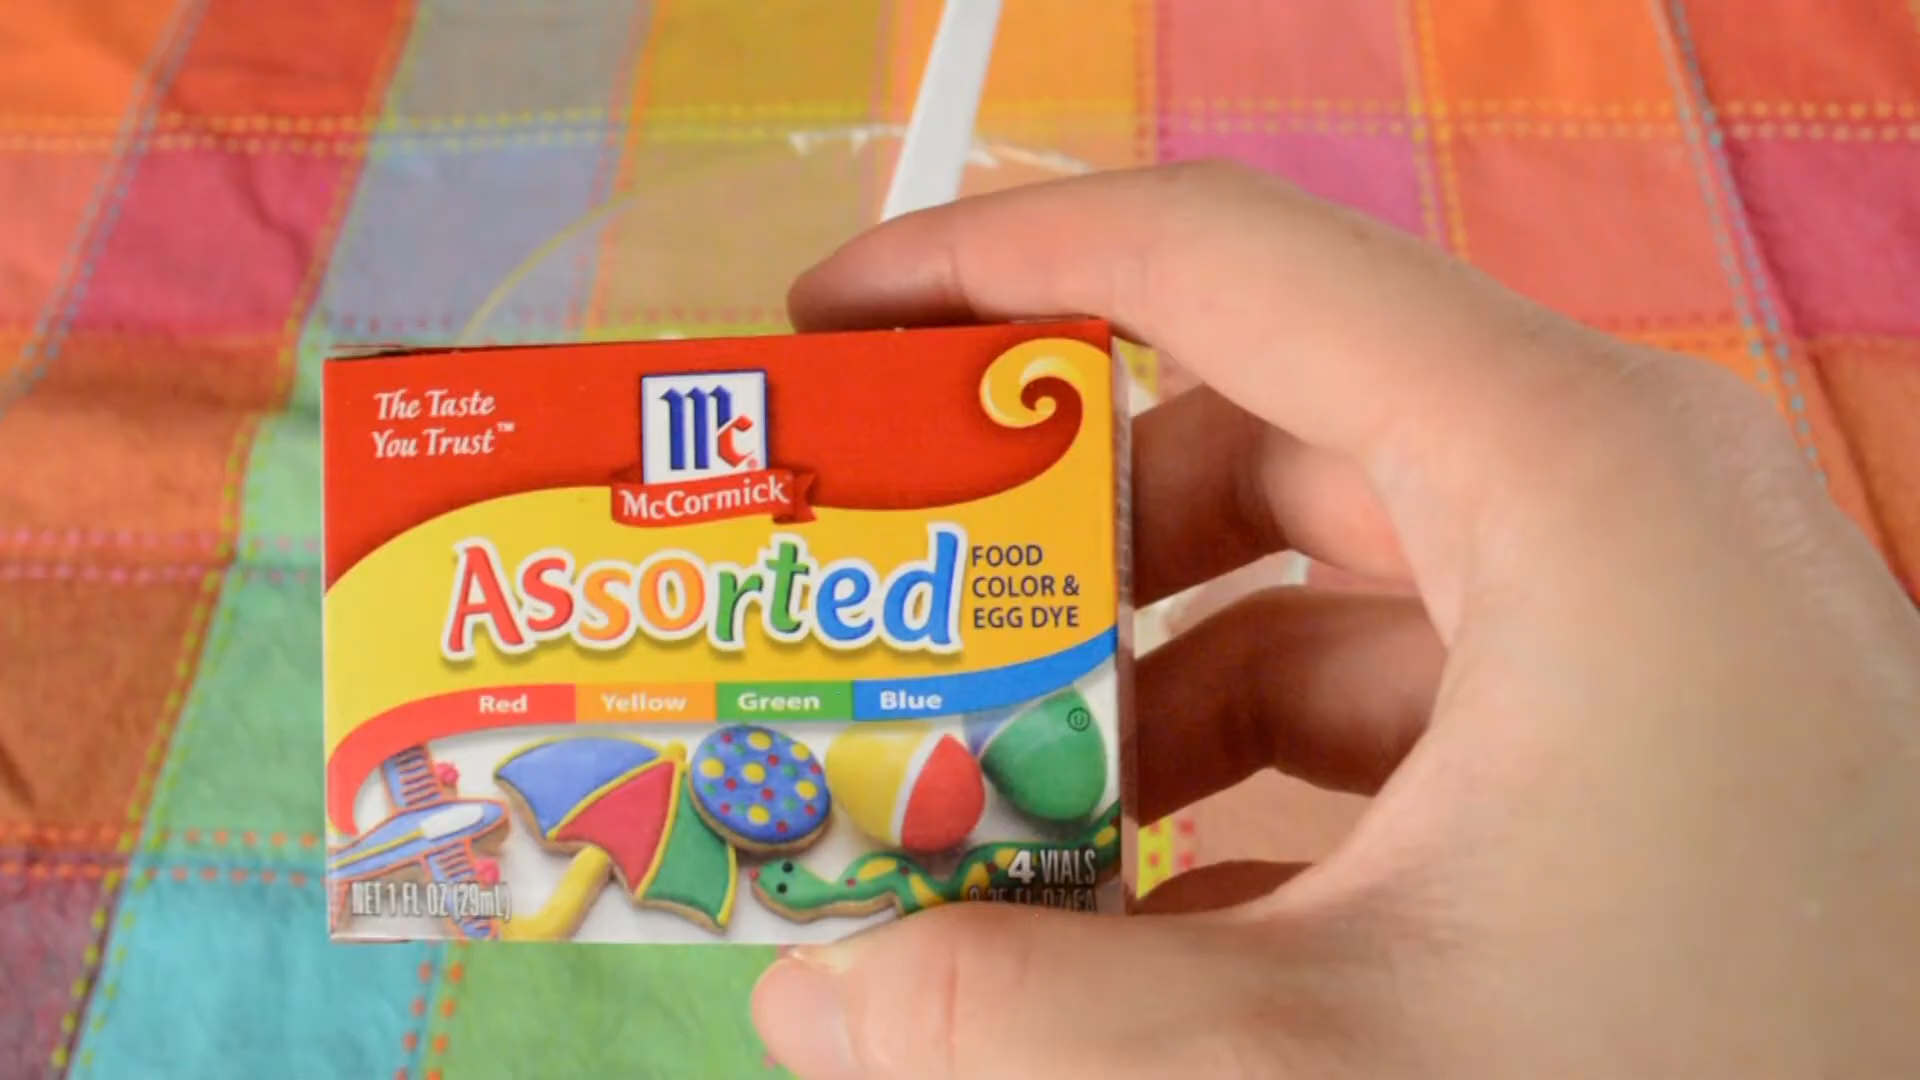 The Taste
You Trust™
Mc®
McCormick®
Assorted
FOOD
COLOR &
EGG DYE
Red Yellow Green Blue
U
4 VIALS
NET 1 FL OZ (29mL)